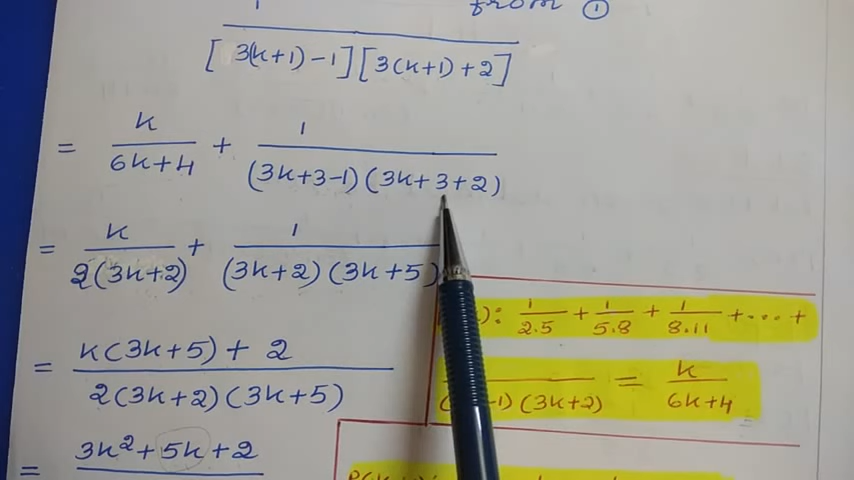 from ①
1 / [3(k+1)-1][3(k+1)+2]
= k/(6k+4) + 1/((3k+3-1)(3k+3+2))
= k/(2(3k+2)) + 1/((3k+2)(3k+5))
= (k(3k+5)+2)/(2(3k+2)(3k+5))
): 1/2.5 + 1/5.8 + 1/8.11 + ... +
-1)(3k+2) = k/(6k+4)
= 3k²+5k+2